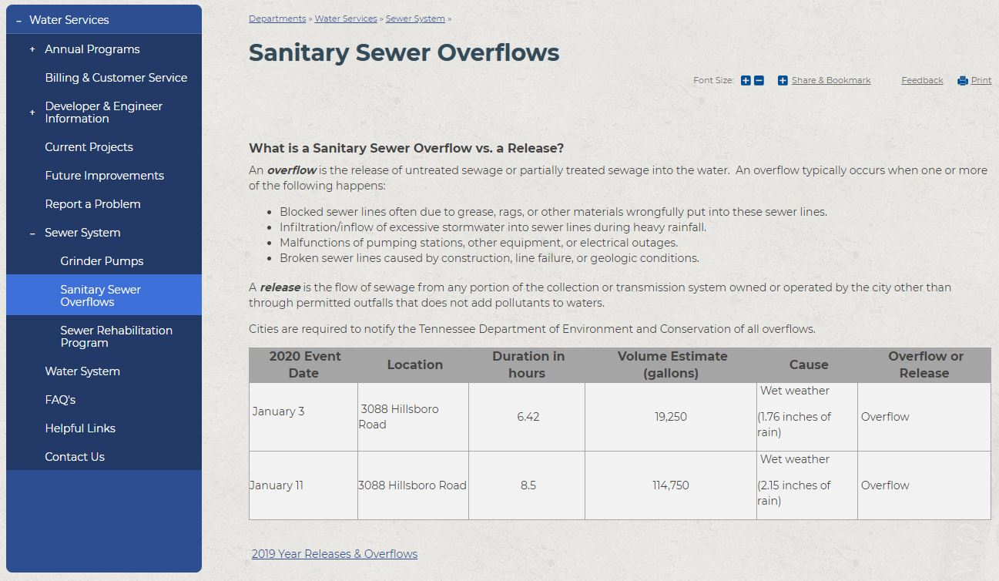 – Water Services
+ Annual Programs
Billing & Customer Service
+ Developer & Engineer
Information
Current Projects
Future Improvements
Report a Problem
– Sewer System
Grinder Pumps
Sanitary Sewer
Overflows
Sewer Rehabilitation
Program
Water System
FAQ's
Helpful Links
Contact Us
Departments » Water Services » Sewer System »
Sanitary Sewer Overflows
Font Size: + – + Share & Bookmark Feedback Print
What is a Sanitary Sewer Overflow vs. a Release?
An overflow is the release of untreated sewage or partially treated sewage into the water. An overflow typically occurs when one or more
of the following happens:
• Blocked sewer lines often due to grease, rags, or other materials wrongfully put into these sewer lines.
• Infiltration/inflow of excessive stormwater into sewer lines during heavy rainfall.
• Malfunctions of pumping stations, other equipment, or electrical outages.
• Broken sewer lines caused by construction, line failure, or geologic conditions.
A release is the flow of sewage from any portion of the collection or transmission system owned or operated by the city other than
through permitted outfalls that does not add pollutants to waters.
Cities are required to notify the Tennessee Department of Environment and Conservation of all overflows.
2020 Event
Date
Location
Duration in
hours
Volume Estimate
(gallons)
Cause
Overflow or
Release
January 3
3088 Hillsboro
Road
6.42
19,250
Wet weather
(1.76 inches of
rain)
Overflow
January 11
3088 Hillsboro Road
8.5
114,750
Wet weather
(2.15 inches of
rain)
Overflow
2019 Year Releases & Overflows